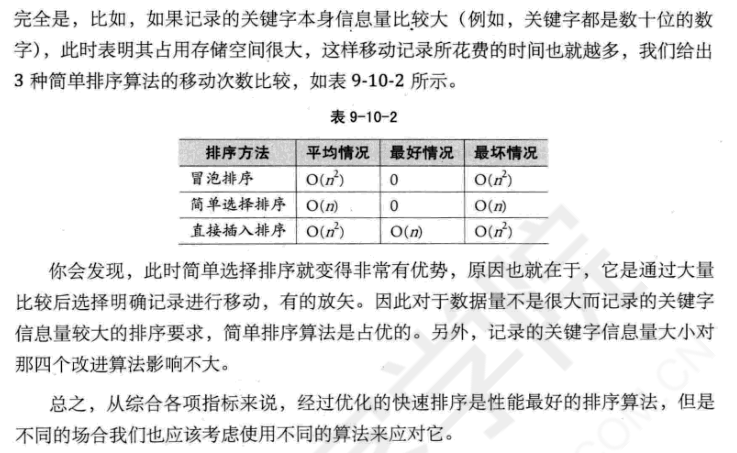 完全是，比如，如果记录的关键字本身信息量比较大（例如，关键字都是数十位的数
字），此时表明其占用存储空间很大，这样移动记录所花费的时间也就越多，我们给出
3 种简单排序算法的移动次数比较，如表 9-10-2 所示。
表 9-10-2
排序方法 平均情况 最好情况 最坏情况
冒泡排序 O(n²) 0 O(n²)
简单选择排序 O(n) 0 O(n)
直接插入排序 O(n²) O(n) O(n²)
你会发现，此时简单选择排序就变得非常有优势，原因也就在于，它是通过大量
比较后选择明确记录进行移动，有的放矢。因此对于数据量不是很大而记录的关键字
信息量较大的排序要求，简单排序算法是占优的。另外，记录的关键字信息量大小对
那四个改进算法影响不大。
总之，从综合各项指标来说，经过优化的快速排序是性能最好的排序算法，但是
不同的场合我们也应该考虑使用不同的算法来应对它。
学院
COM.CN